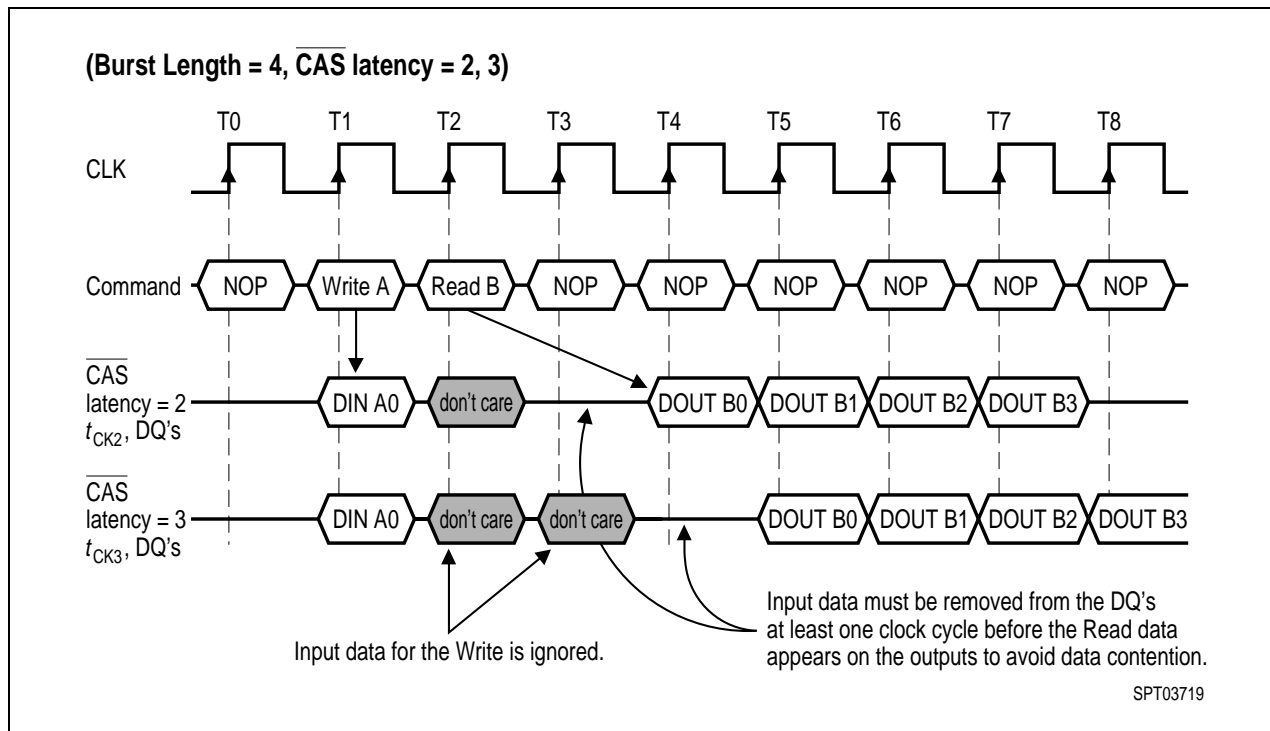 (Burst Length = 4, CAS latency = 2, 3)
T0 T1 T2 T3 T4 T5 T6 T7 T8
CLK
Command NOP Write A Read B NOP NOP NOP NOP NOP NOP
CAS
latency = 2
tCK2, DQ's
DIN A0 don't care DOUT B0 DOUT B1 DOUT B2 DOUT B3
CAS
latency = 3
tCK3, DQ's
DIN A0 don't care don't care DOUT B0 DOUT B1 DOUT B2 DOUT B3
Input data for the Write is ignored.
Input data must be removed from the DQ's
at least one clock cycle before the Read data
appears on the outputs to avoid data contention.
SPT03719